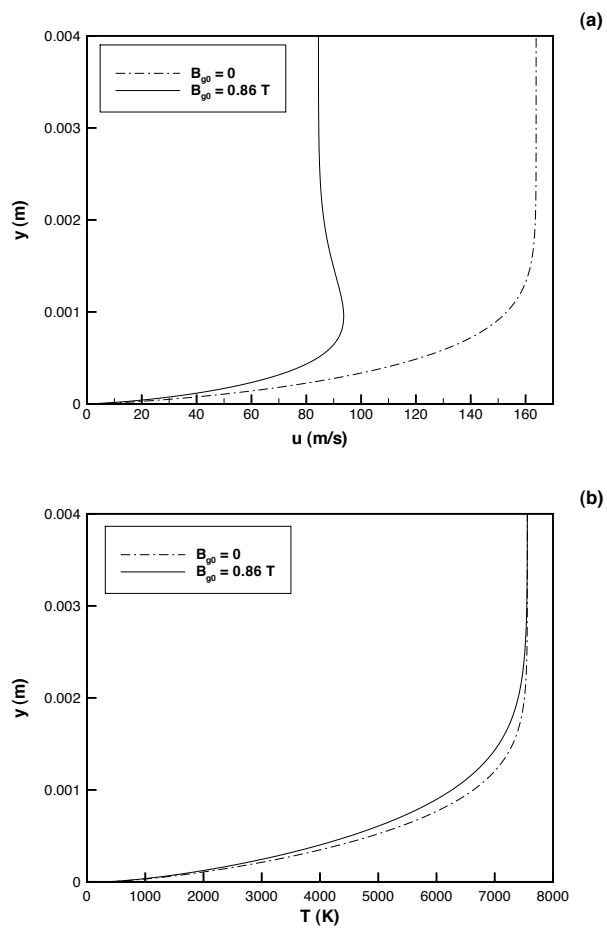 (a)
0.004
0.003
0.002
0.001
0
y (m)
B_g0 = 0
B_g0 = 0.86 T
0 20 40 60 80 100 120 140 160
u (m/s)
(b)
0.004
0.003
0.002
0.001
0
y (m)
B_g0 = 0
B_g0 = 0.86 T
0 1000 2000 3000 4000 5000 6000 7000 8000
T (K)